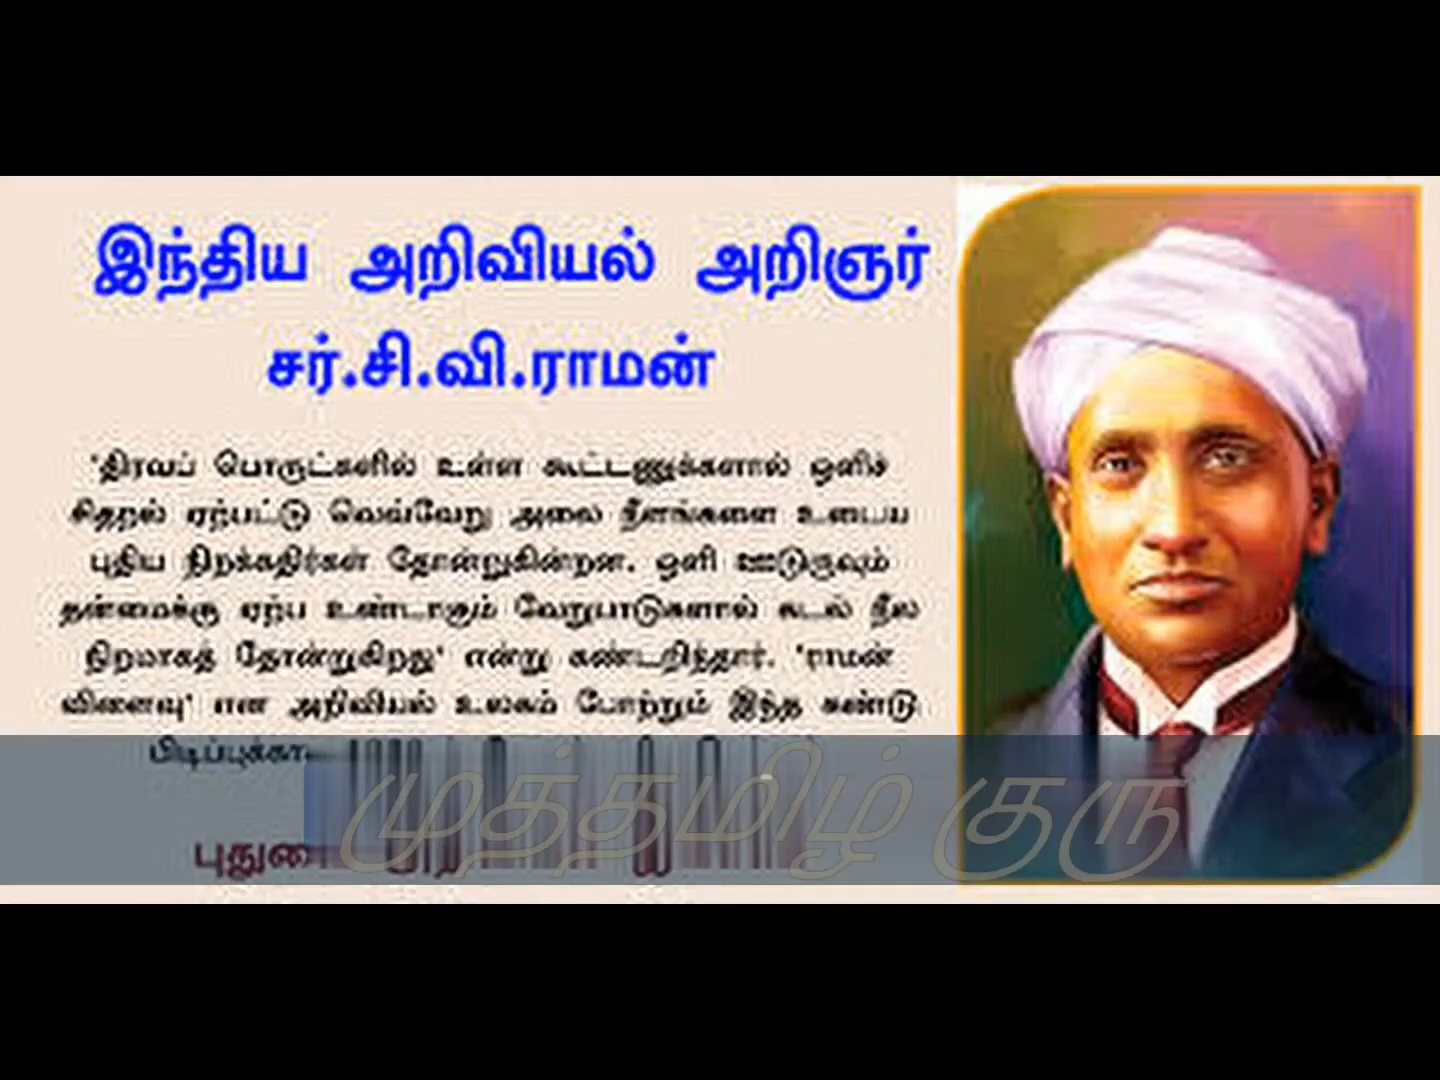 இந்திய அறிவியல் அறிஞர்
சர்.சி.வி.ராமன்
'திரவப் பொருட்களில் உள்ள கூட்டணுக்களால் ஒளிச்
சிதறல் ஏற்பட்டு வெவ்வேறு அலை நீளங்களை உடைய
புதிய நிறக்கதிர்கள் தோன்றுகின்றன. ஒளி ஊடுருவும்
தன்மைக்கு ஏற்ப உண்டாகும் வேறுபாடுகளால் கடல் நீல
நிறமாகத் தோன்றுகிறது' என்று கண்டறிந்தார். 'ராமன்
விளைவு' என அறிவியல் உலகம் போற்றும் இந்த கண்டு
முத்தமிழ் குரு